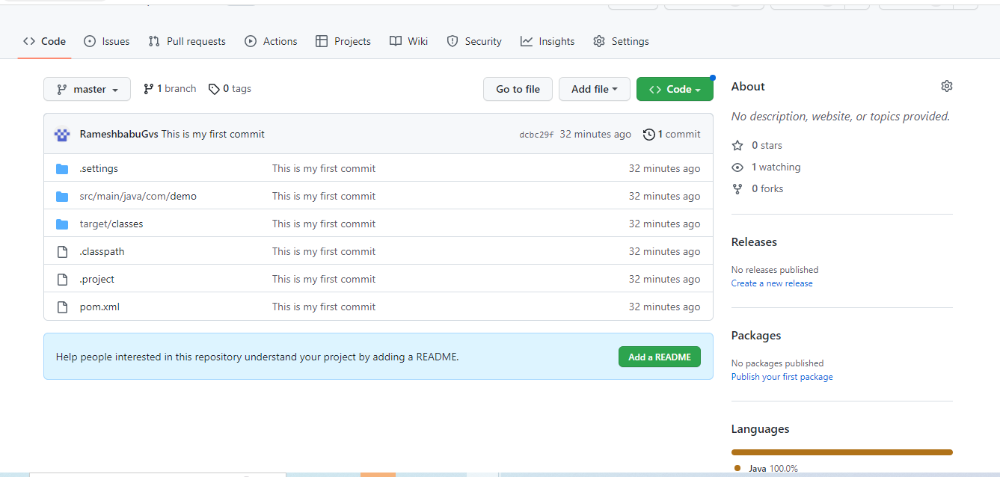 Code Issues Pull requests Actions Projects Wiki Security Insights Settings
master 1 branch 0 tags Go to file Add file Code
RameshbabuGvs This is my first commit dcbc29f 32 minutes ago 1 commit
.settings This is my first commit 32 minutes ago
src/main/java/com/demo This is my first commit 32 minutes ago
target/classes This is my first commit 32 minutes ago
.classpath This is my first commit 32 minutes ago
.project This is my first commit 32 minutes ago
pom.xml This is my first commit 32 minutes ago
Help people interested in this repository understand your project by adding a README. Add a README
About
No description, website, or topics provided.
0 stars
1 watching
0 forks
Releases
No releases published
Create a new release
Packages
No packages published
Publish your first package
Languages
Java 100.0%